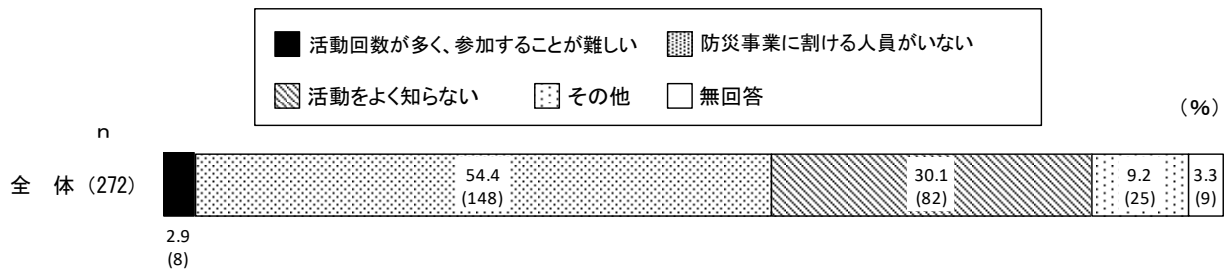 活動回数が多く、参加することが難しい 防災事業に割ける人員がいない
活動をよく知らない その他 無回答
(%)
n
全 体 (272)
54.4 30.1 9.2 3.3
(148) (82) (25) (9)
2.9
(8)